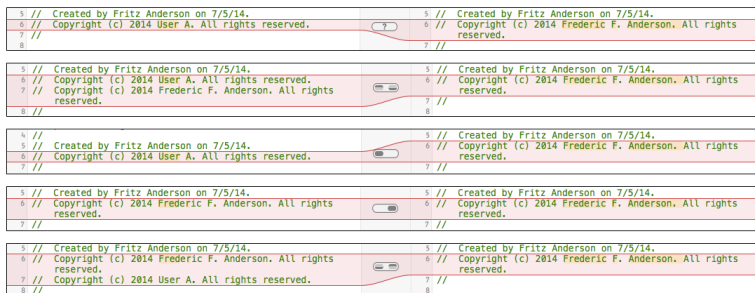 5 //  Created by Fritz Anderson on 7/5/14.
6 //  Copyright (c) 2014 User A. All rights reserved.
7 //
8
?
5 //  Created by Fritz Anderson on 7/5/14.
6 //  Copyright (c) 2014 Frederic F. Anderson. All rights
reserved.
7 //
5 //  Created by Fritz Anderson on 7/5/14.
6 //  Copyright (c) 2014 User A. All rights reserved.
7 //  Copyright (c) 2014 Frederic F. Anderson. All rights
reserved.
8 //
5 //  Created by Fritz Anderson on 7/5/14.
6 //  Copyright (c) 2014 Frederic F. Anderson. All rights
reserved.
7 //
8
4 //
5 //  Created by Fritz Anderson on 7/5/14.
6 //  Copyright (c) 2014 User A. All rights reserved.
7 //
5 //  Created by Fritz Anderson on 7/5/14.
6 //  Copyright (c) 2014 Frederic F. Anderson. All rights
reserved.
7 //
5 //  Created by Fritz Anderson on 7/5/14.
6 //  Copyright (c) 2014 Frederic F. Anderson. All rights
reserved.
7 //
5 //  Created by Fritz Anderson on 7/5/14.
6 //  Copyright (c) 2014 Frederic F. Anderson. All rights
reserved.
7 //
5 //  Created by Fritz Anderson on 7/5/14.
6 //  Copyright (c) 2014 Frederic F. Anderson. All rights
reserved.
7 //  Copyright (c) 2014 User A. All rights reserved.
8 //
5 //  Created by Fritz Anderson on 7/5/14.
6 //  Copyright (c) 2014 Frederic F. Anderson. All rights
reserved.
7 //
8